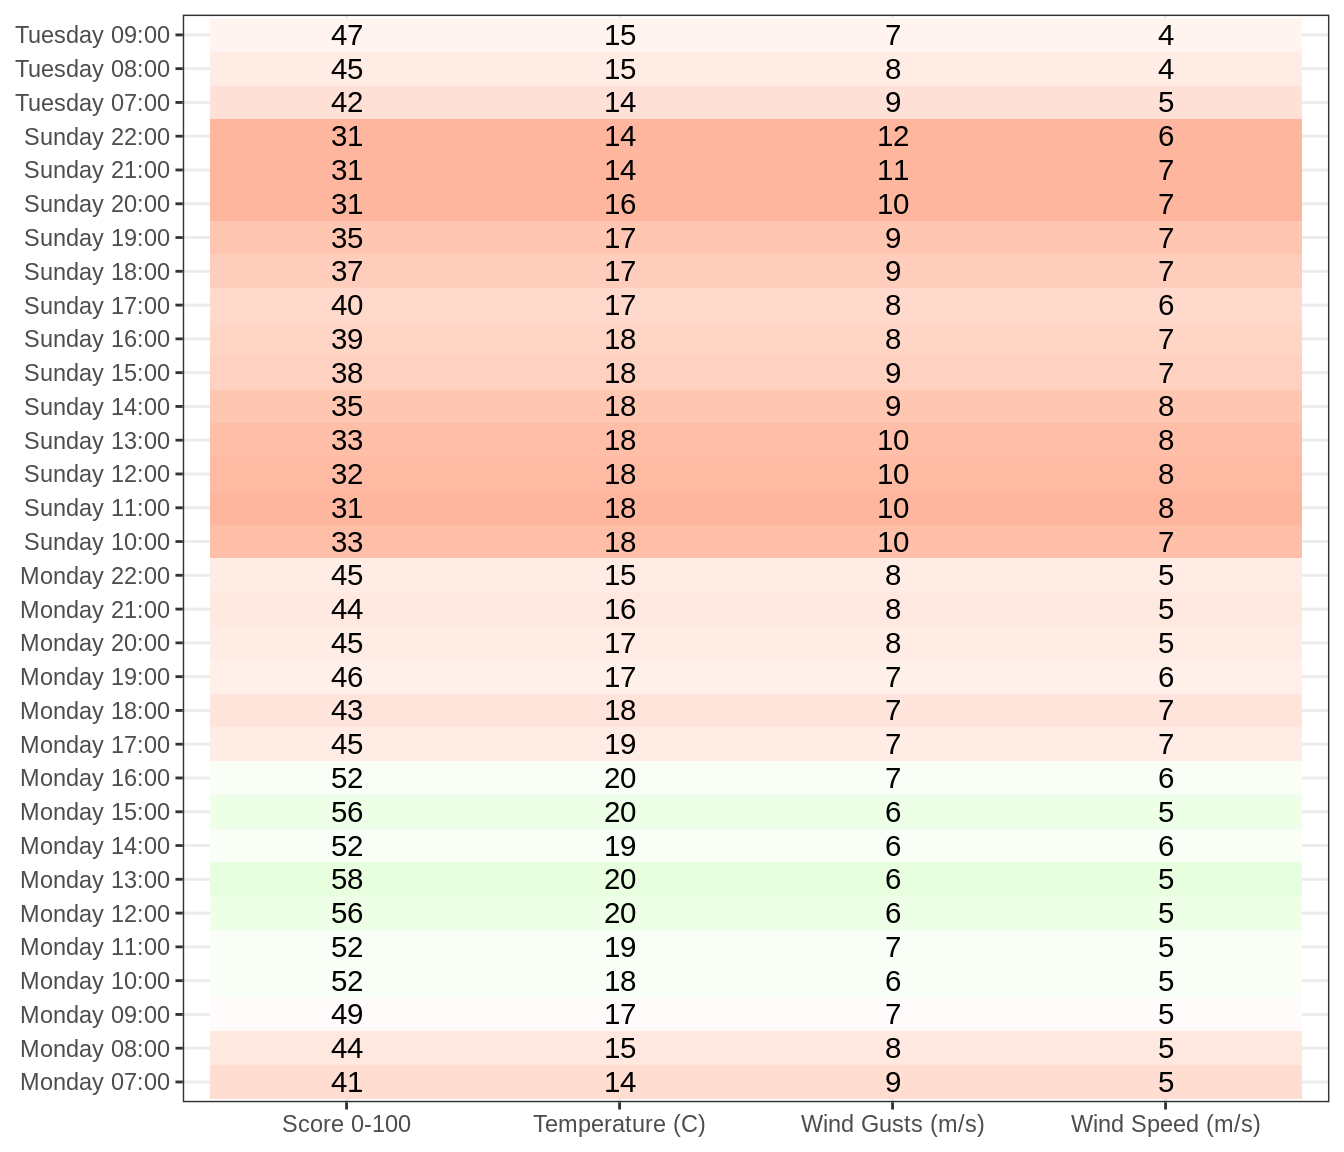 Tuesday 09:00 47 15 7 4
Tuesday 08:00 45 15 8 4
Tuesday 07:00 42 14 9 5
Sunday 22:00 31 14 12 6
Sunday 21:00 31 14 11 7
Sunday 20:00 31 16 10 7
Sunday 19:00 35 17 9 7
Sunday 18:00 37 17 9 7
Sunday 17:00 40 17 8 6
Sunday 16:00 39 18 8 7
Sunday 15:00 38 18 9 7
Sunday 14:00 35 18 9 8
Sunday 13:00 33 18 10 8
Sunday 12:00 32 18 10 8
Sunday 11:00 31 18 10 8
Sunday 10:00 33 18 10 7
Monday 22:00 45 15 8 5
Monday 21:00 44 16 8 5
Monday 20:00 45 17 8 5
Monday 19:00 46 17 7 6
Monday 18:00 43 18 7 7
Monday 17:00 45 19 7 7
Monday 16:00 52 20 7 6
Monday 15:00 56 20 6 5
Monday 14:00 52 19 6 6
Monday 13:00 58 20 6 5
Monday 12:00 56 20 6 5
Monday 11:00 52 19 7 5
Monday 10:00 52 18 6 5
Monday 09:00 49 17 7 5
Monday 08:00 44 15 8 5
Monday 07:00 41 14 9 5
Score 0-100 Temperature (C) Wind Gusts (m/s) Wind Speed (m/s)